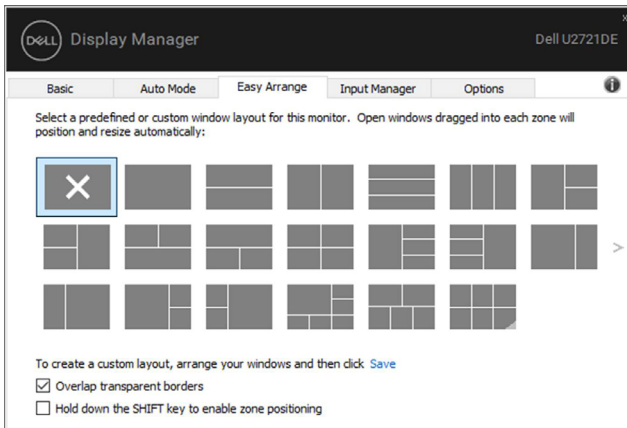 DELL Display Manager
Dell U2721DE
Basic Auto Mode Easy Arrange Input Manager Options
Select a predefined or custom window layout for this monitor. Open windows dragged into each zone will
position and resize automatically:
To create a custom layout, arrange your windows and then click Save
Overlap transparent borders
Hold down the SHIFT key to enable zone positioning